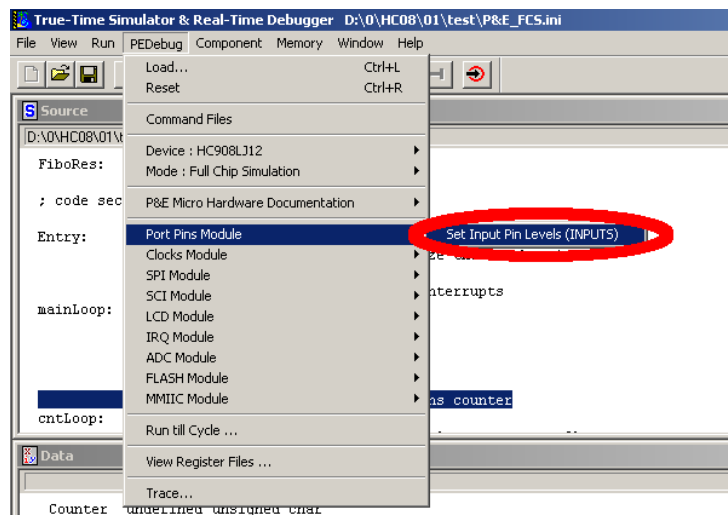 True-Time Simulator & Real-Time Debugger D:\0\HC08\01\test\P&E_FCS.ini
File View Run PEDebug Component Memory Window Help
Load... Ctrl+L
Reset Ctrl+R
Command Files
Device : HC908LJ12
Mode : Full Chip Simulation
P&E Micro Hardware Documentation
Port Pins Module Set Input Pin Levels (INPUTS)
Clocks Module
SPI Module
SCI Module
LCD Module
IRQ Module
ADC Module
FLASH Module
MMIIC Module
Run till Cycle ...
View Register Files ...
Trace...
S Source
D:\0\HC08\01\t
FiboRes:
; code sec
Entry:
nterrupts
mainLoop:
ns counter
cntLoop:
Data
Counter undefined unsigned char